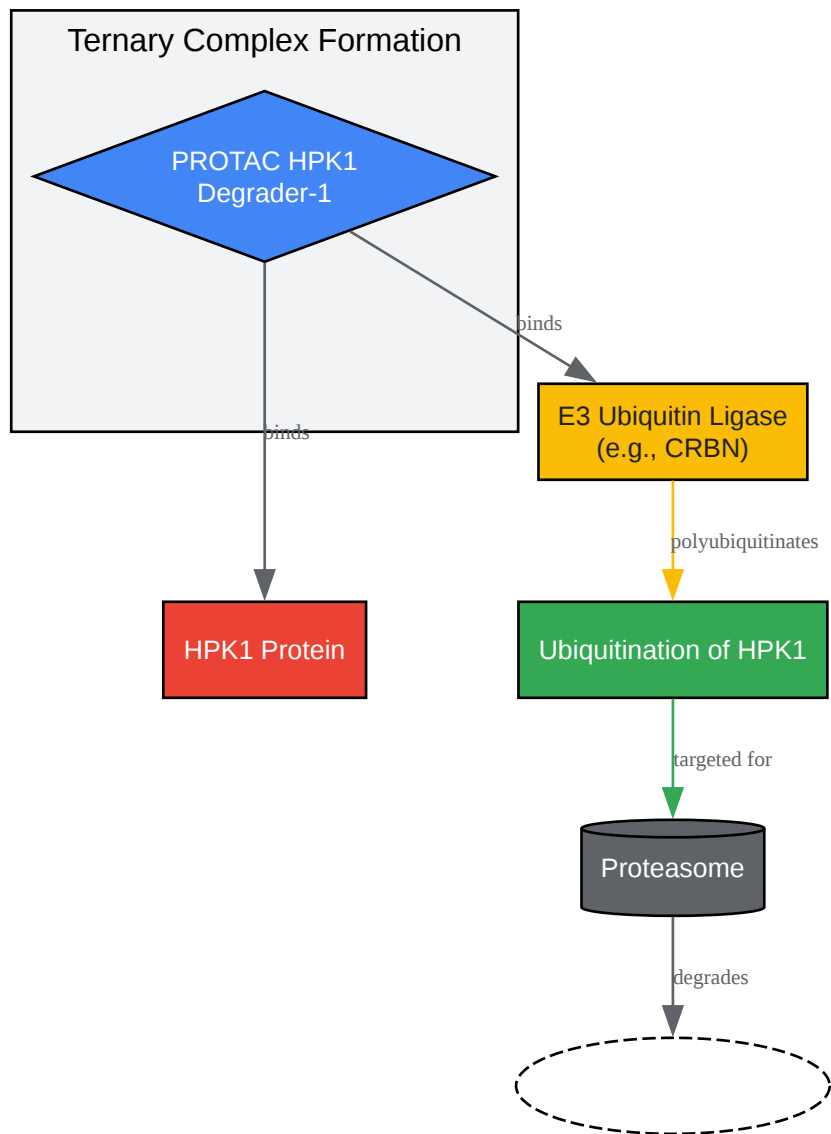 Ternary Complex Formation
PROTAC HPK1
Degrader-1
binds
E3 Ubiquitin Ligase
(e.g., CRBN)
binds
polyubiquitinates
HPK1 Protein
Ubiquitination of HPK1
targeted for
Proteasome
degrades